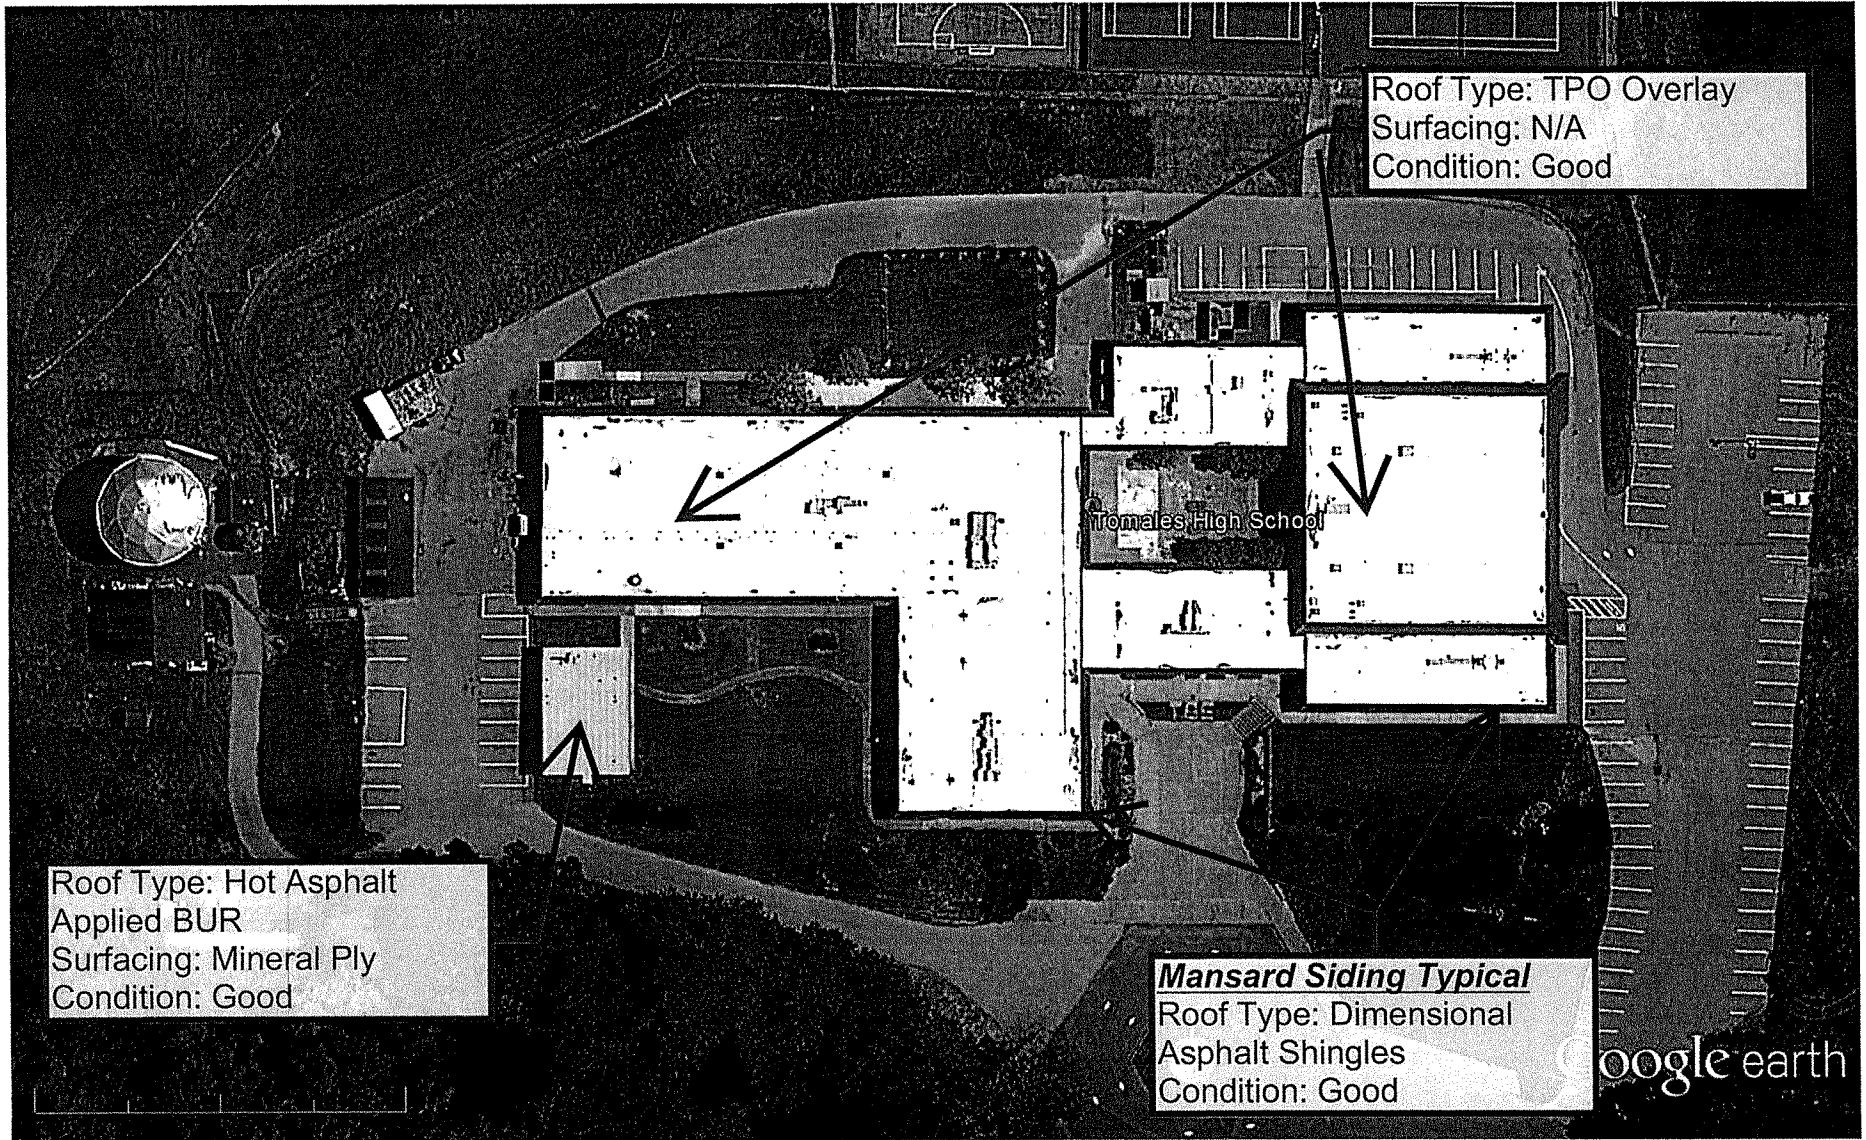 Roof Type: TPO Overlay
Surfacing: N/A
Condition: Good
Tomales High School
Roof Type: Hot Asphalt
Applied BUR
Surfacing: Mineral Ply
Condition: Good
Mansard Siding Typical
Roof Type: Dimensional
Asphalt Shingles
Condition: Good
Google earth